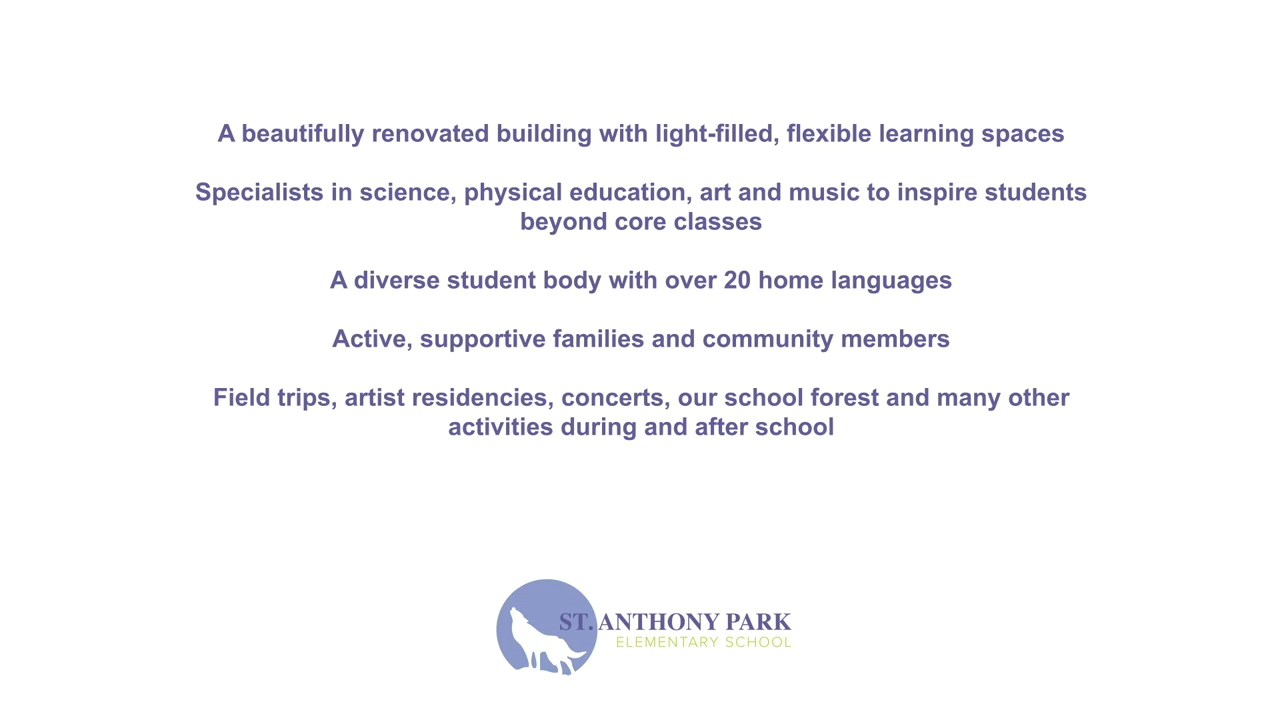 A beautifully renovated building with light-filled, flexible learning spaces
Specialists in science, physical education, art and music to inspire students
beyond core classes
A diverse student body with over 20 home languages
Active, supportive families and community members
Field trips, artist residencies, concerts, our school forest and many other
activities during and after school
ST. ANTHONY PARK
ELEMENTARY SCHOOL